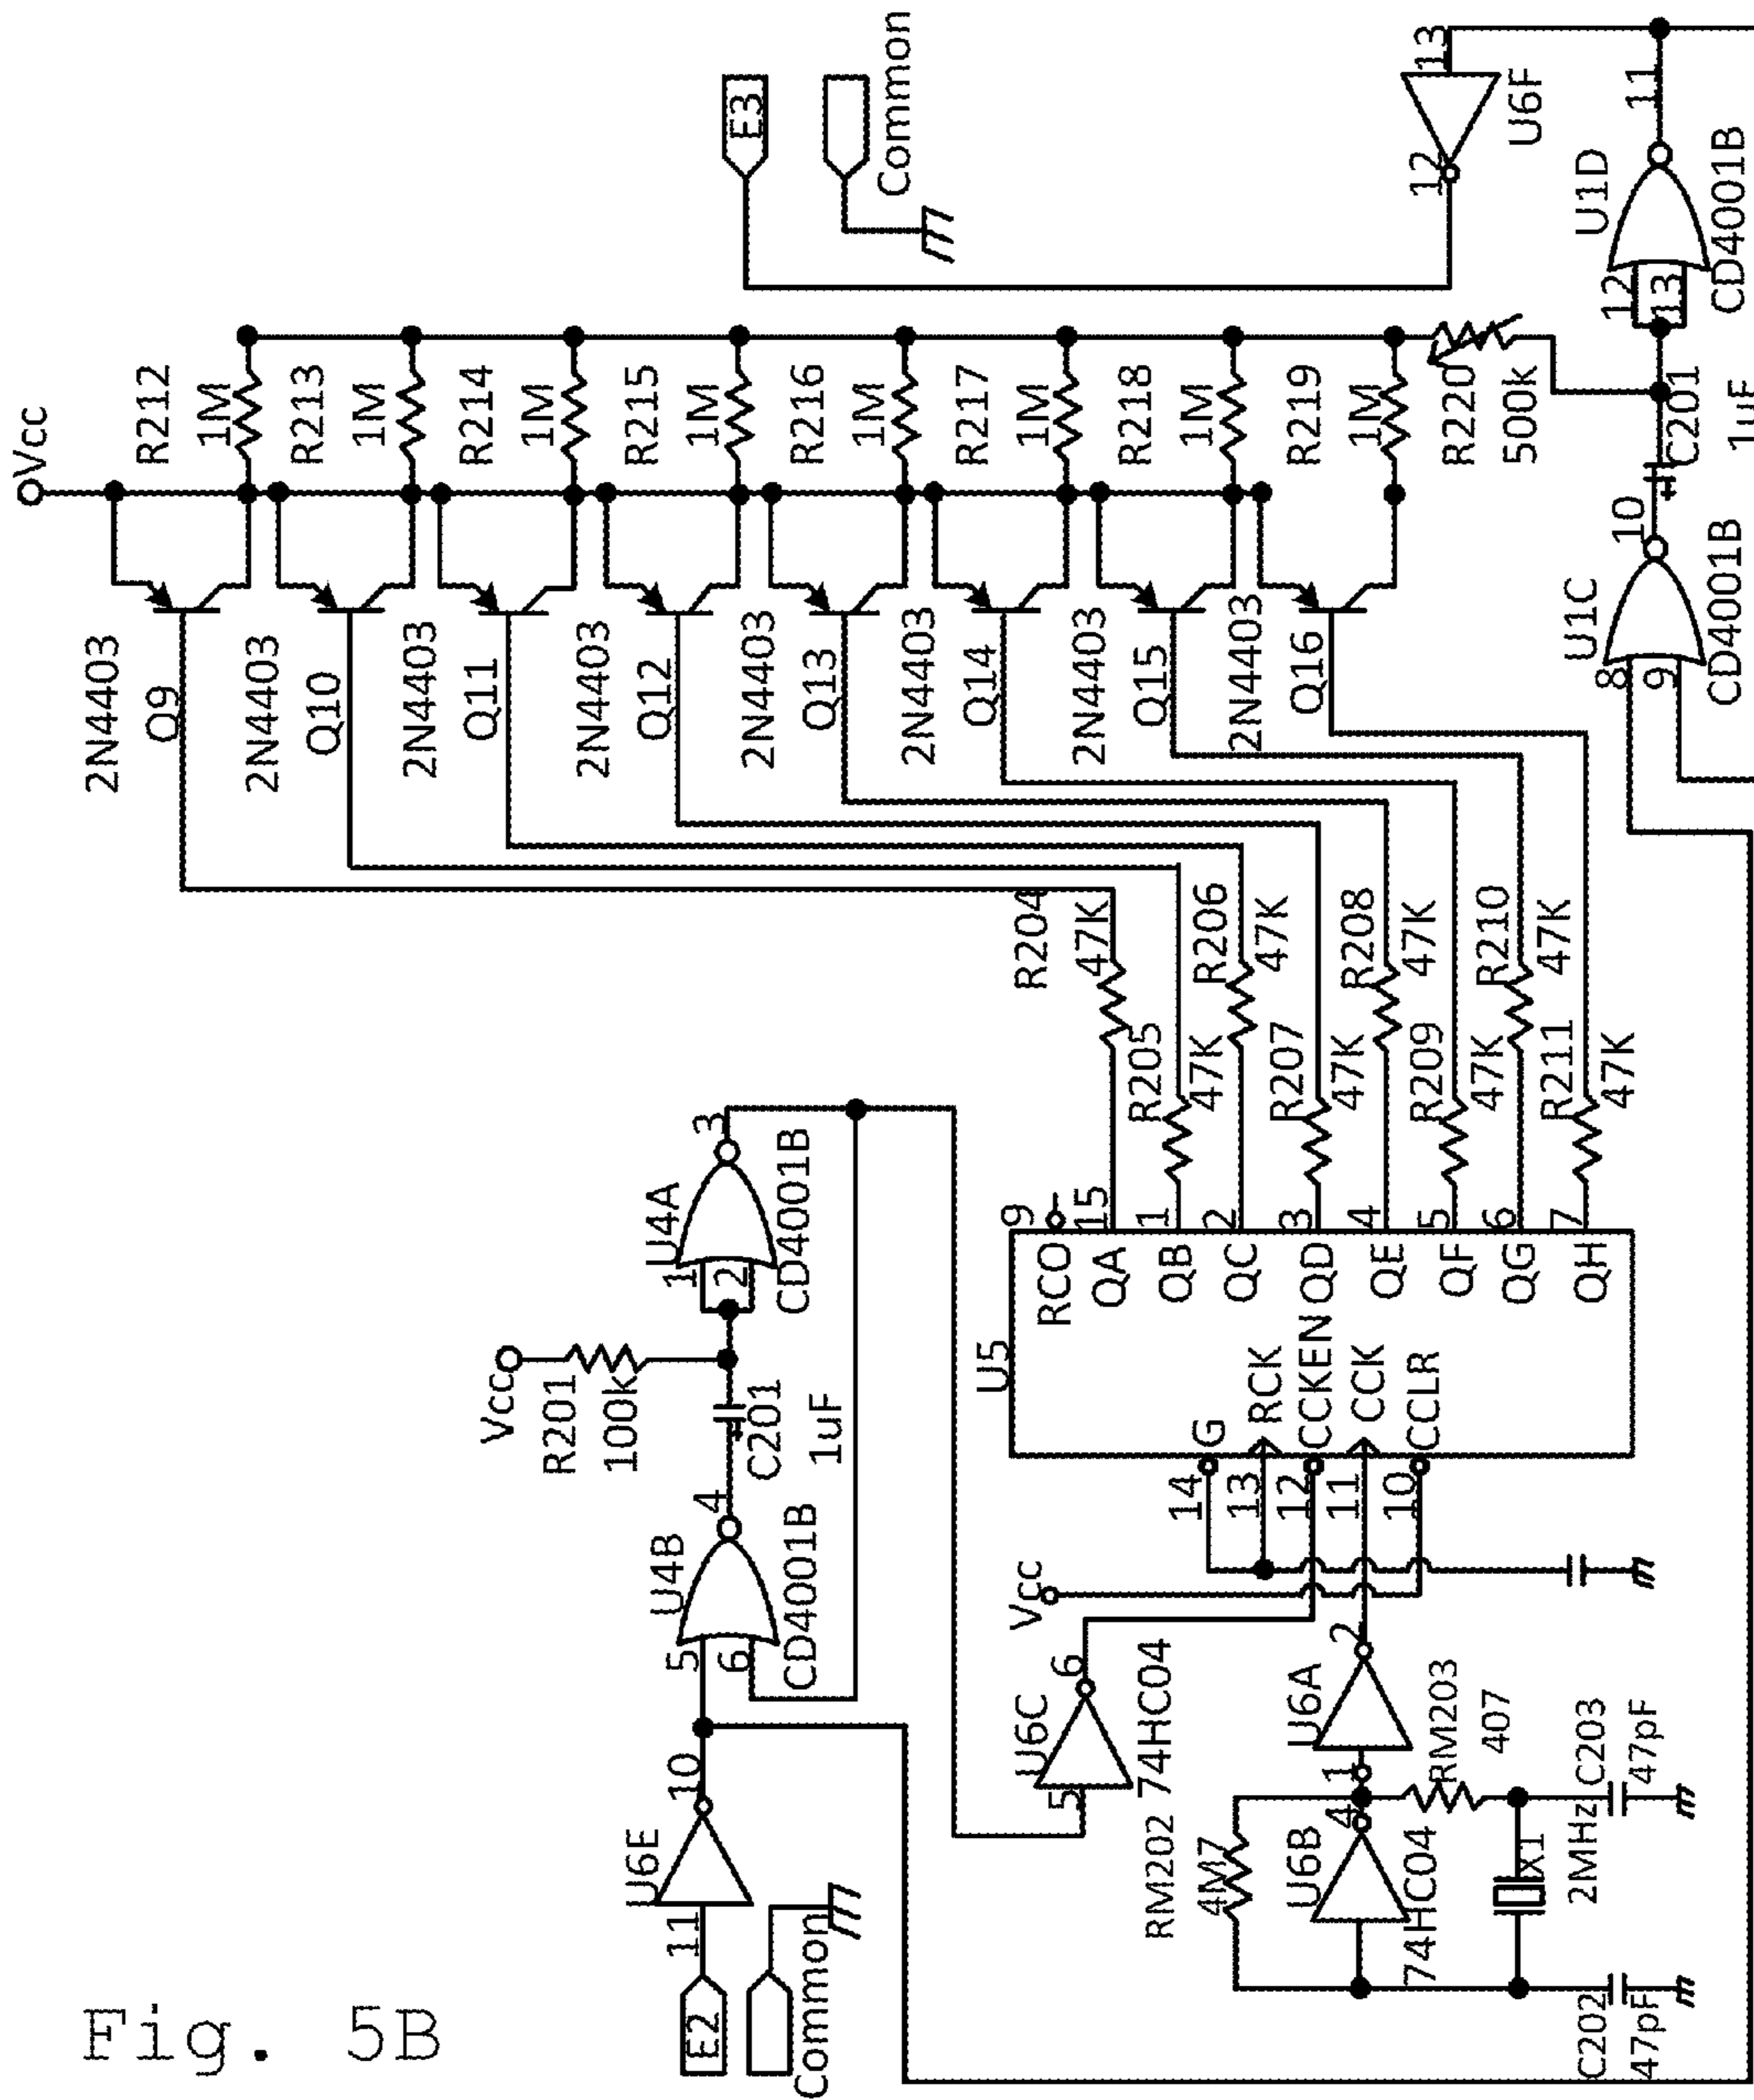 Vcc
R212
1M
R213
1M
R214
1M
R215
1M
R216
1M
R217
1M
R218
1M
R219
1M
R220
500k
2N4403
Q9
2N4403
Q10
2N4403
Q11
2N4403
Q12
2N4403
Q13
2N4403
Q14
2N4403
Q15
2N4403
Q16
E3
Common
13
12
U6F
U1D
11
12
13
CD4001B
C201
1uF
U1C
10
8
9
CD4001B
R204
47K
R205
47K
R206
47K
R207
47K
R208
47K
R209
47K
R210
47K
R211
47K
U4A
3
1
2
CD4001B
Vcc
R201
100k
C201
1uF
U4B
4
5
6
CD4001B
U6E
10
11
E2
Common
U5
9
RCO
15
QA
1
QB
2
QC
3
QD
4
QE
5
QF
6
QG
7
QH
G
RCK
CCKEN
CCK
CCLR
14
13
12
11
10
Vcc
U6C
6
5
74HC04
U6A
2
1
RM203
407
RM202
4M7
U6B
4
74HC04
X1
2MHz
C203
47pF
C202
47pF
Fig. 5B